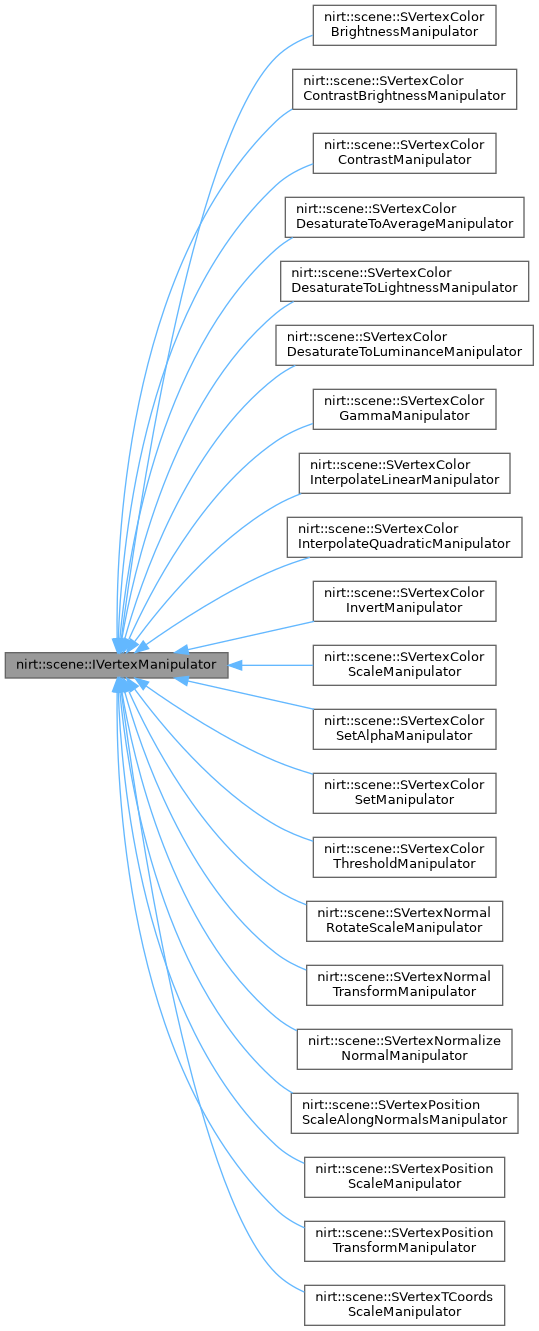 nirt::scene::SVertexColor
BrightnessManipulator
nirt::scene::SVertexColor
ContrastBrightnessManipulator
nirt::scene::SVertexColor
ContrastManipulator
nirt::scene::SVertexColor
DesaturateToAverageManipulator
nirt::scene::SVertexColor
DesaturateToLightnessManipulator
nirt::scene::SVertexColor
DesaturateToLuminanceManipulator
nirt::scene::SVertexColor
GammaManipulator
nirt::scene::SVertexColor
InterpolateLinearManipulator
nirt::scene::SVertexColor
InterpolateQuadraticManipulator
nirt::scene::SVertexColor
InvertManipulator
nirt::scene::IVertexManipulator
nirt::scene::SVertexColor
ScaleManipulator
nirt::scene::SVertexColor
SetAlphaManipulator
nirt::scene::SVertexColor
SetManipulator
nirt::scene::SVertexColor
ThresholdManipulator
nirt::scene::SVertexNormal
RotateScaleManipulator
nirt::scene::SVertexNormal
TransformManipulator
nirt::scene::SVertexNormalize
NormalManipulator
nirt::scene::SVertexPosition
ScaleAlongNormalsManipulator
nirt::scene::SVertexPosition
ScaleManipulator
nirt::scene::SVertexPosition
TransformManipulator
nirt::scene::SVertexTCoords
ScaleManipulator